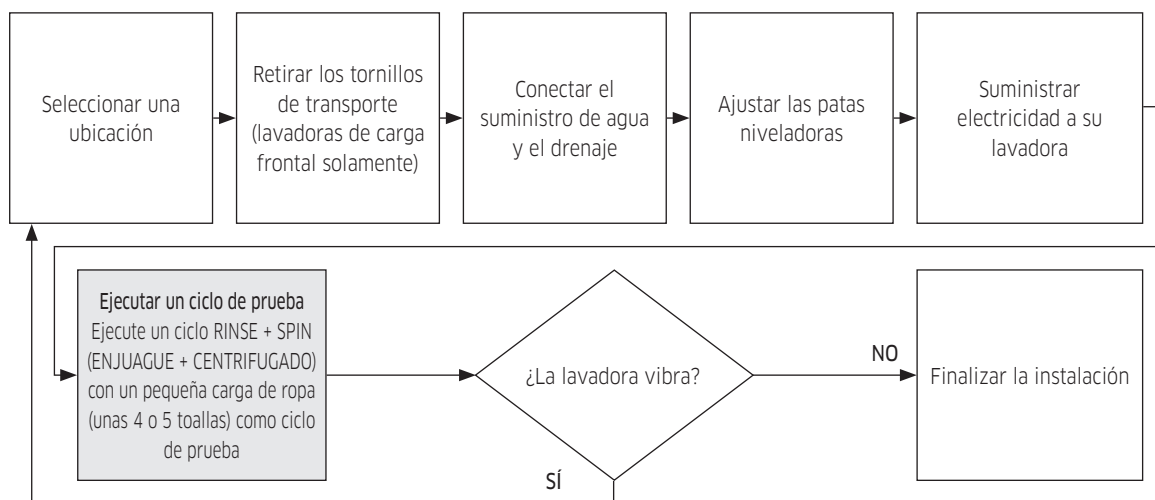 Seleccionar una
ubicación
Retirar los tornillos
de transporte
(lavadoras de carga
frontal solamente)
Conectar el
suministro de agua
y el drenaje
Ajustar las patas
niveladoras
Suministrar
electricidad a su
lavadora
Ejecutar un ciclo de prueba
Ejecute un ciclo RINSE + SPIN
(ENJUAGUE + CENTRIFUGADO)
con un pequeña carga de ropa
(unas 4 o 5 toallas) como ciclo
de prueba
¿La lavadora vibra?
NO
Finalizar la instalación
SÍ